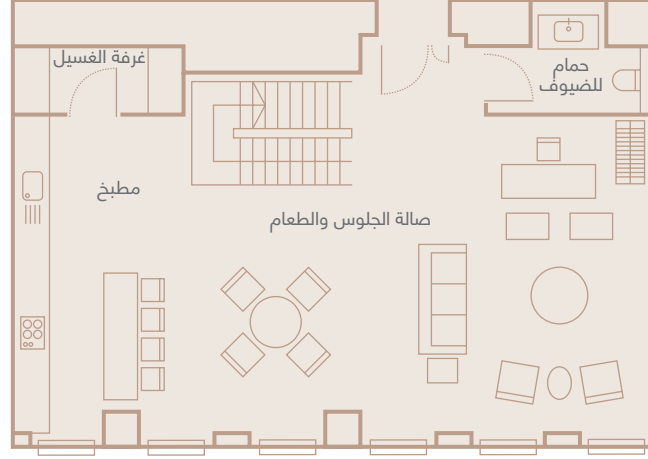 غرفة الغسيل
حمام
للضيوف
مطبخ
صالة الجلوس والطعام